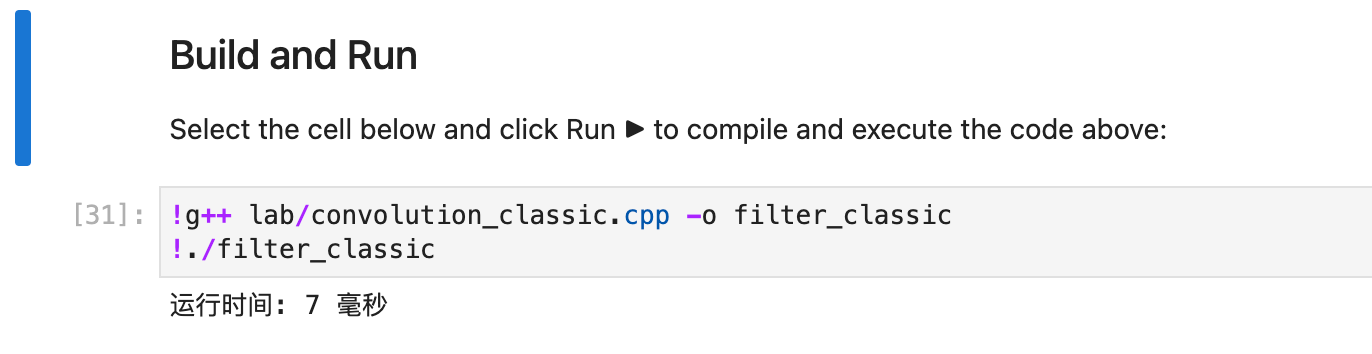 Build and Run
Select the cell below and click Run ▶ to compile and execute the code above:
[31]:
!g++ lab/convolution_classic.cpp -o filter_classic
!./filter_classic
运行时间: 7 毫秒